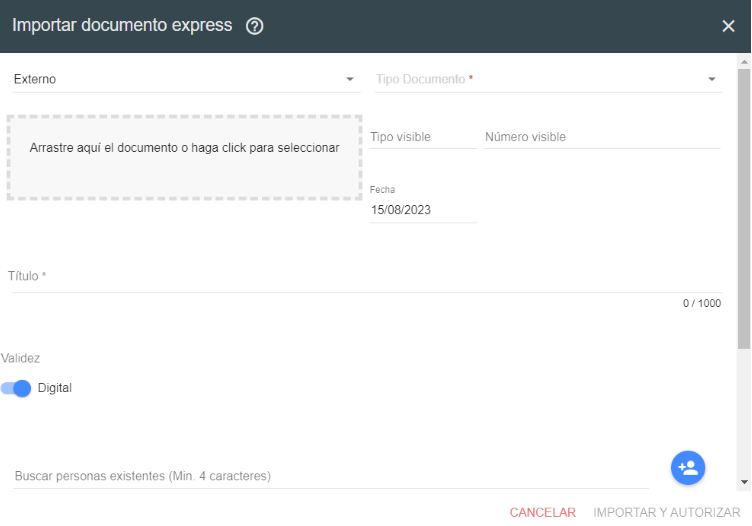 Importar documento express
Externo
Tipo Documento *
Arrastre aquí el documento o haga click para seleccionar
Tipo visible
Número visible
Fecha
15/08/2023
Título *
0 / 1000
Validez
Digital
Buscar personas existentes (Min. 4 caracteres)
CANCELAR
IMPORTAR Y AUTORIZAR